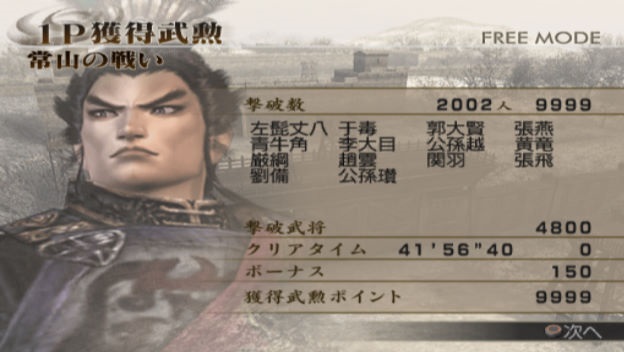 1P獲得武勲
常山の戦い
FREE MODE
撃破数 2002人 9999
左髭丈八 于毒 郭大賢 張燕
青牛角 李大目 公孫越 黄竜
厳綱 趙雲 関羽 張飛
劉備 公孫瓚
撃破武将 4800
クリアタイム 41'56"40 0
ボーナス 150
獲得武勲ポイント 9999
次へ